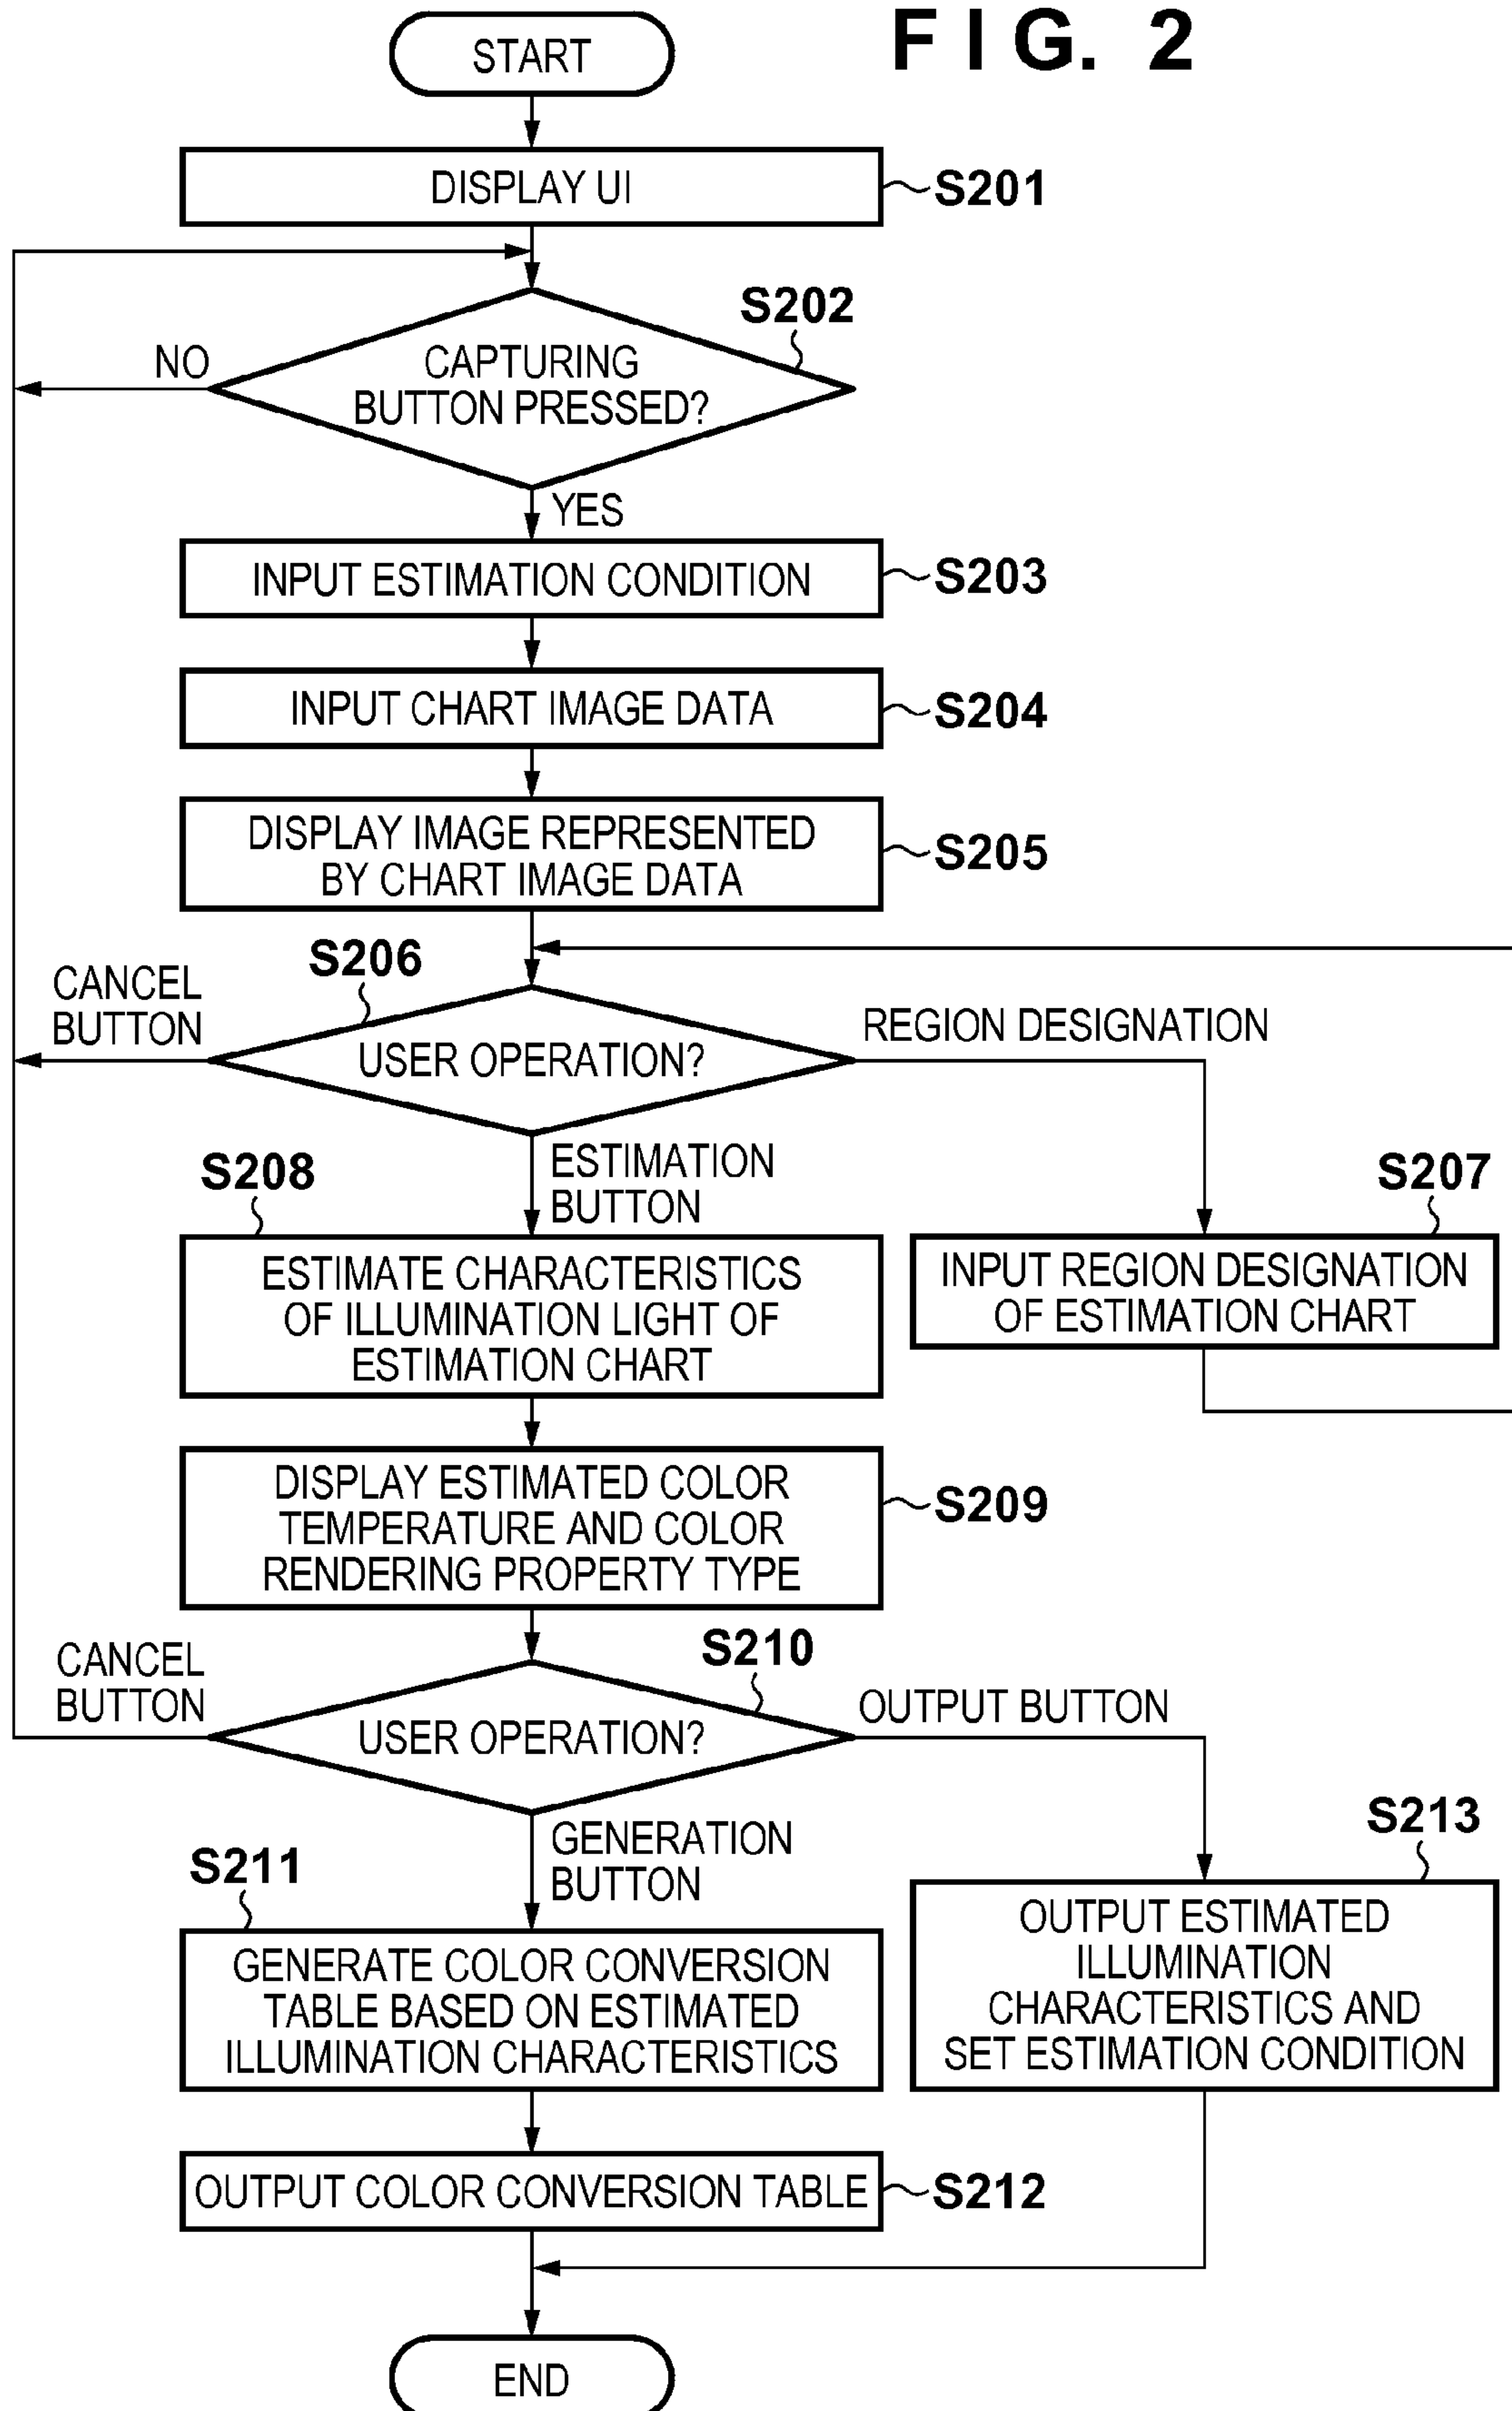 FIG. 2
START
DISPLAY UI
S201
S202
NO
CAPTURING
BUTTON PRESSED?
YES
INPUT ESTIMATION CONDITION
S203
INPUT CHART IMAGE DATA
S204
DISPLAY IMAGE REPRESENTED
BY CHART IMAGE DATA
S205
S206
CANCEL
BUTTON
USER OPERATION?
REGION DESIGNATION
ESTIMATION
BUTTON
S207
INPUT REGION DESIGNATION
OF ESTIMATION CHART
S208
ESTIMATE CHARACTERISTICS
OF ILLUMINATION LIGHT OF
ESTIMATION CHART
DISPLAY ESTIMATED COLOR
TEMPERATURE AND COLOR
RENDERING PROPERTY TYPE
S209
S210
CANCEL
BUTTON
USER OPERATION?
OUTPUT BUTTON
GENERATION
BUTTON
S211
GENERATE COLOR CONVERSION
TABLE BASED ON ESTIMATED
ILLUMINATION CHARACTERISTICS
S213
OUTPUT ESTIMATED
ILLUMINATION
CHARACTERISTICS AND
SET ESTIMATION CONDITION
OUTPUT COLOR CONVERSION TABLE
S212
END